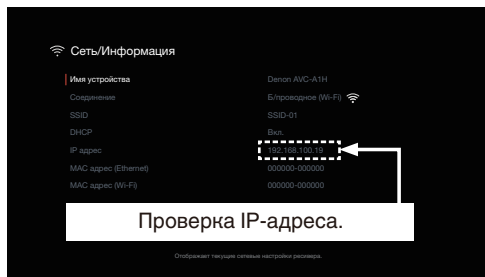 Сеть/Информация
Имя устройства Denon AVC-A1H
Соединение Б/проводное (Wi-Fi)
SSID SSID-01
DHCP Вкл.
IP адрес 192.168.100.19
MAC адрес (Ethernet) 000000-000000
MAC адрес (Wi-Fi) 000000-000000
Проверка IP-адреса.
Отображает текущие сетевые настройки ресивера.